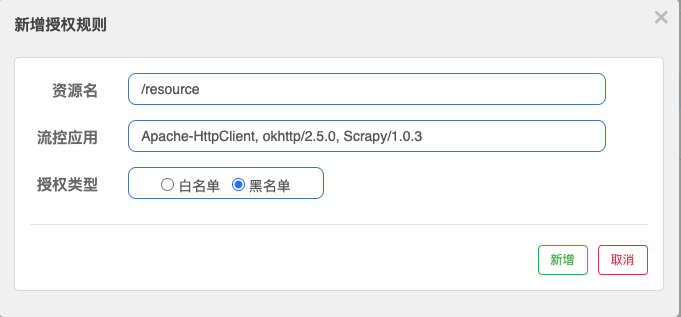 新增授权规则
×
资源名 /resource
流控应用 Apache-HttpClient, okhttp/2.5.0, Scrapy/1.0.3
授权类型 白名单 黑名单
新增 取消